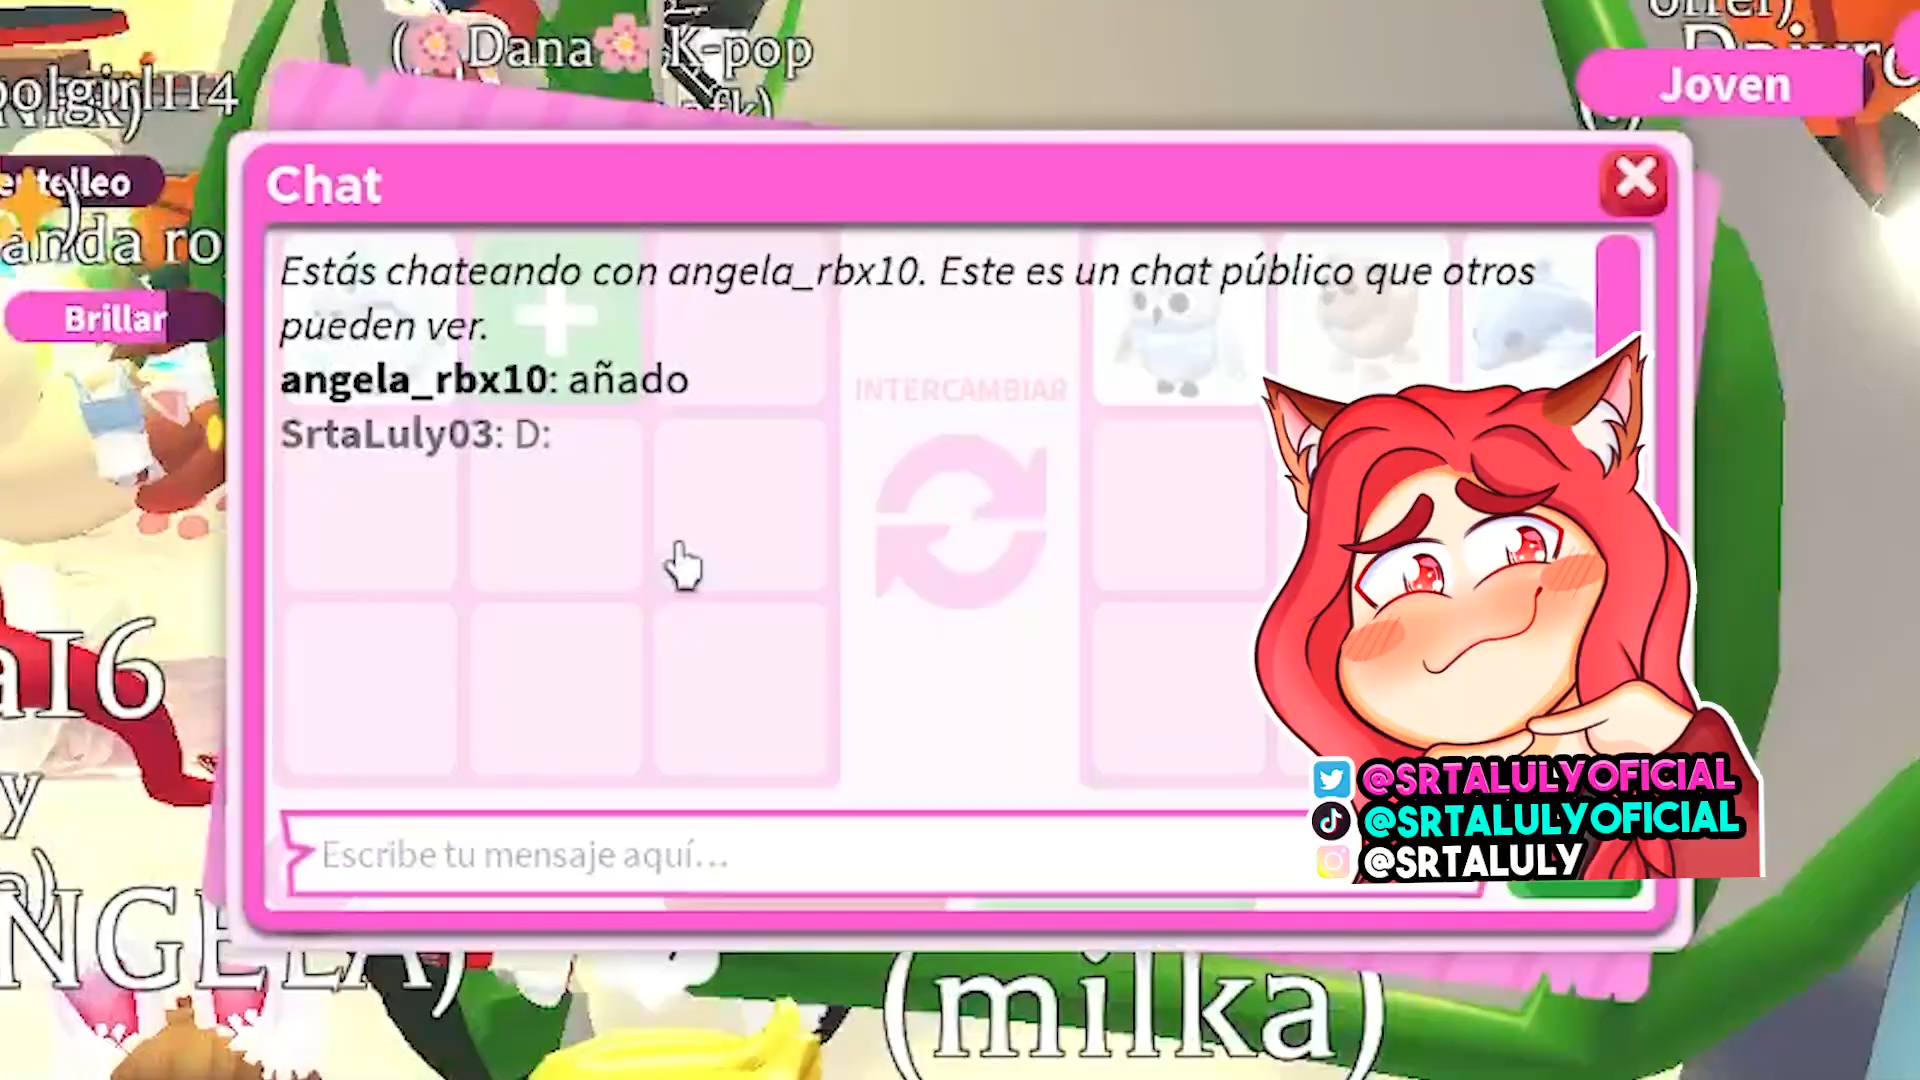 (🌸Dana🌸 K-pop
Joven
Chat
Estás chateando con angela_rbx10. Este es un chat público que otros
pueden ver.
angela_rbx10: añado
SrtaLuly03: D:
INTERCAMBIAR
Brillar
Escribe tu mensaje aquí...
@SRTALULYOFICIAL
@SRTALULYOFICIAL
@SRTALULY
(milka)